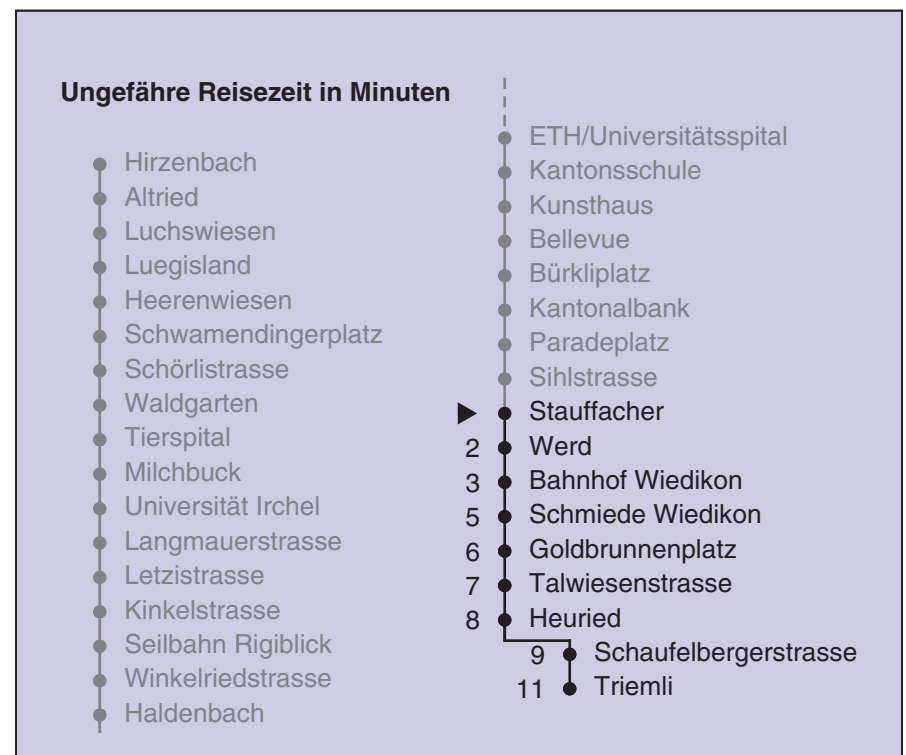 Ungefähre Reisezeit in Minuten
Hirzenbach
Altried
Luchswiesen
Luegisland
Heerenwiesen
Schwamendingerplatz
Schörlistrasse
Waldgarten
Tierspital
Milchbuck
Universität Irchel
Langmauerstrasse
Letzistrasse
Kinkelstrasse
Seilbahn Rigiblick
Winkelriedstrasse
Haldenbach
ETH/Universitätsspital
Kantonsschule
Kunsthaus
Bellevue
Bürkliplatz
Kantonalbank
Paradeplatz
Sihlstrasse
Stauffacher
2 Werd
3 Bahnhof Wiedikon
5 Schmiede Wiedikon
6 Goldbrunnenplatz
7 Talwiesenstrasse
8 Heuried
9 Schaufelbergerstrasse
11 Triemli